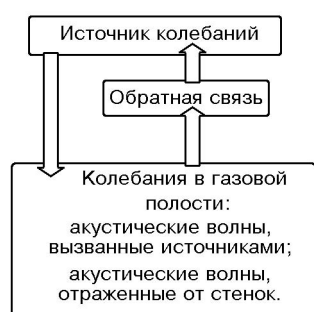 Источник колебаний
Обратная связь
Колебания в газовой
полости:
акустические волны,
вызванные источниками;
акустические волны,
отраженные от стенок.